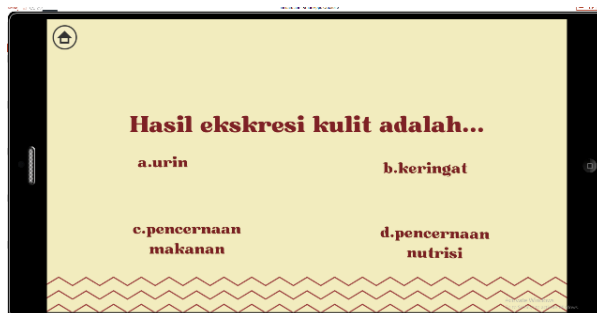 Hasil ekskresi kulit adalah...
a.urin
b.keringat
c.pencernaan
makanan
d.pencernaan
nutrisi